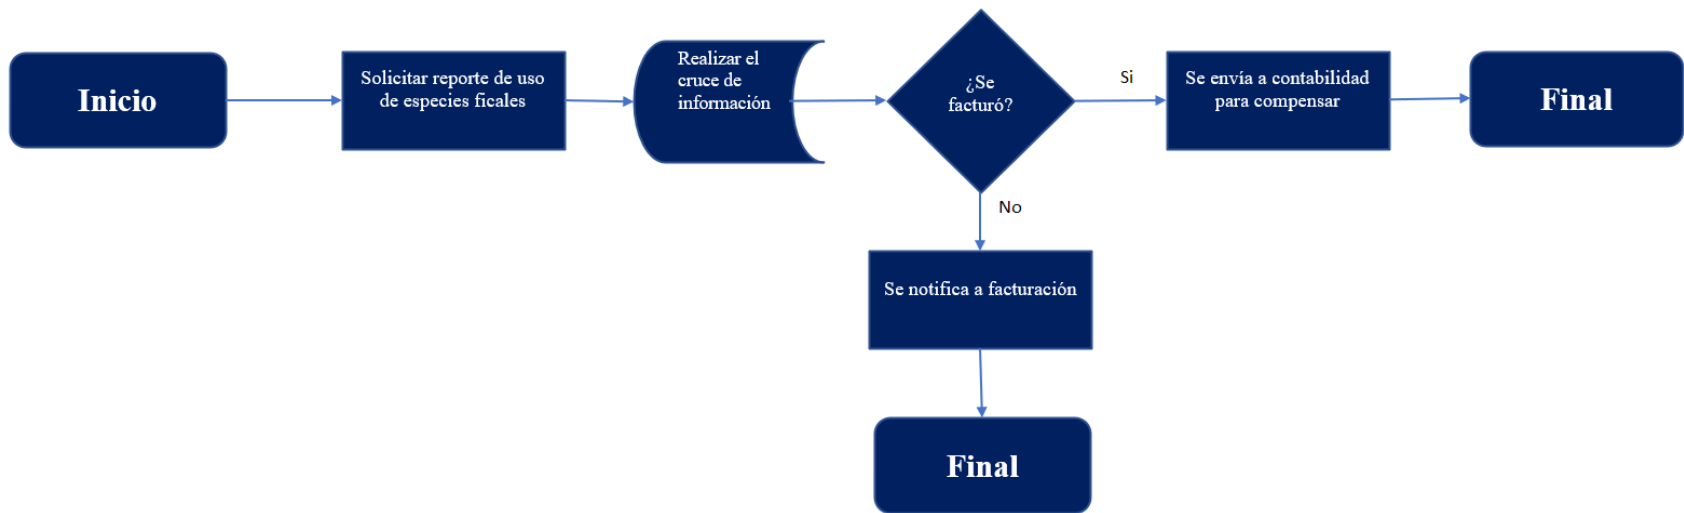 Inicio
Solicitar reporte de uso
de especies ficales
Realizar el
cruce de
información
¿Se
facturó?
Si
Se envía a contabilidad
para compensar
Final
No
Se notifica a facturación
Final